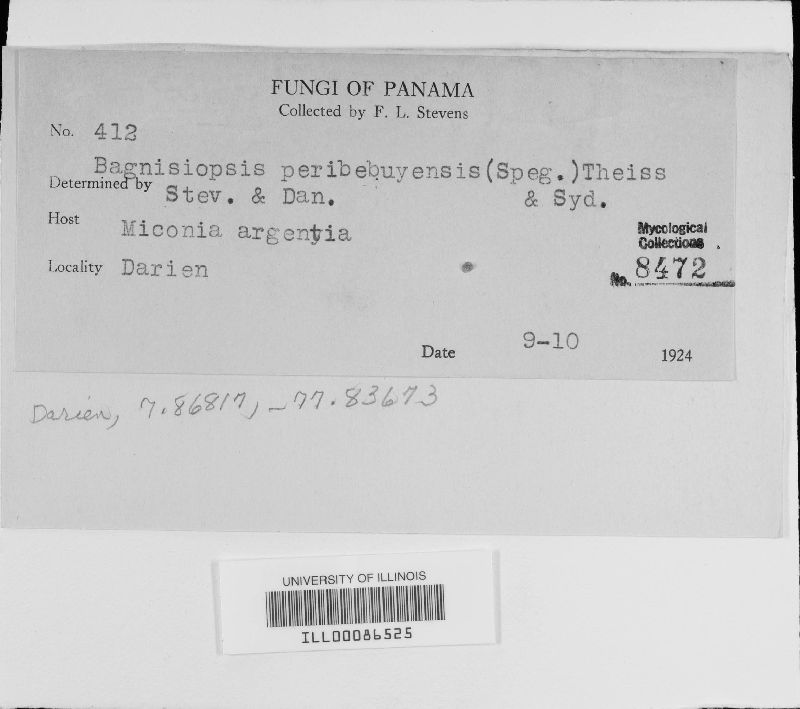 FUNGI OF PANAMA
Collected by F. L. Stevens
No. 412
Bagnisiopsis peribebuyensis(Speg.)Theiss
Determined by Stev. & Dan. & Syd.
Host Miconia argentia
Mycological
Collections .
Locality Darien
No. 8472
Date 9-10 1924
Darien, 7.86817, -77.83673
UNIVERSITY OF ILLINOIS
ILL00086525